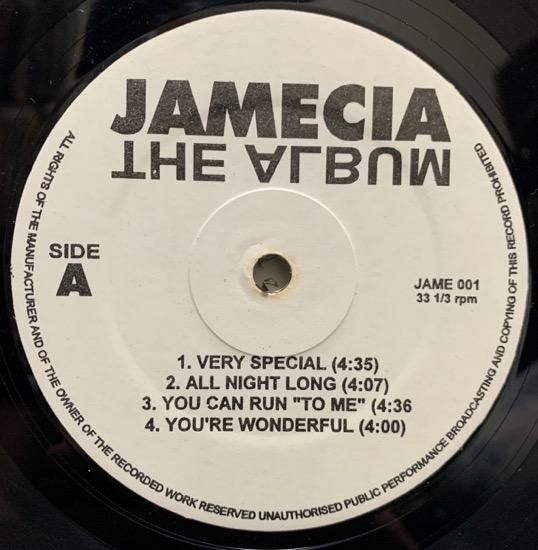 JAMECIA
THE ALBUM
SIDE
A
JAME 001
33 1/3 rpm
1. VERY SPECIAL (4:35)
2. ALL NIGHT LONG (4:07)
3. YOU CAN RUN "TO ME" (4:36
4. YOU'RE WONDERFUL (4:00)
ALL RIGHTS OF THE MANUFACTURER AND OF THE OWNER OF THE RECORDED WORK RESERVED UNAUTHORISED PUBLIC PERFORMANCE BROADCASTING AND COPYING OF THIS RECORD PROHIBITED